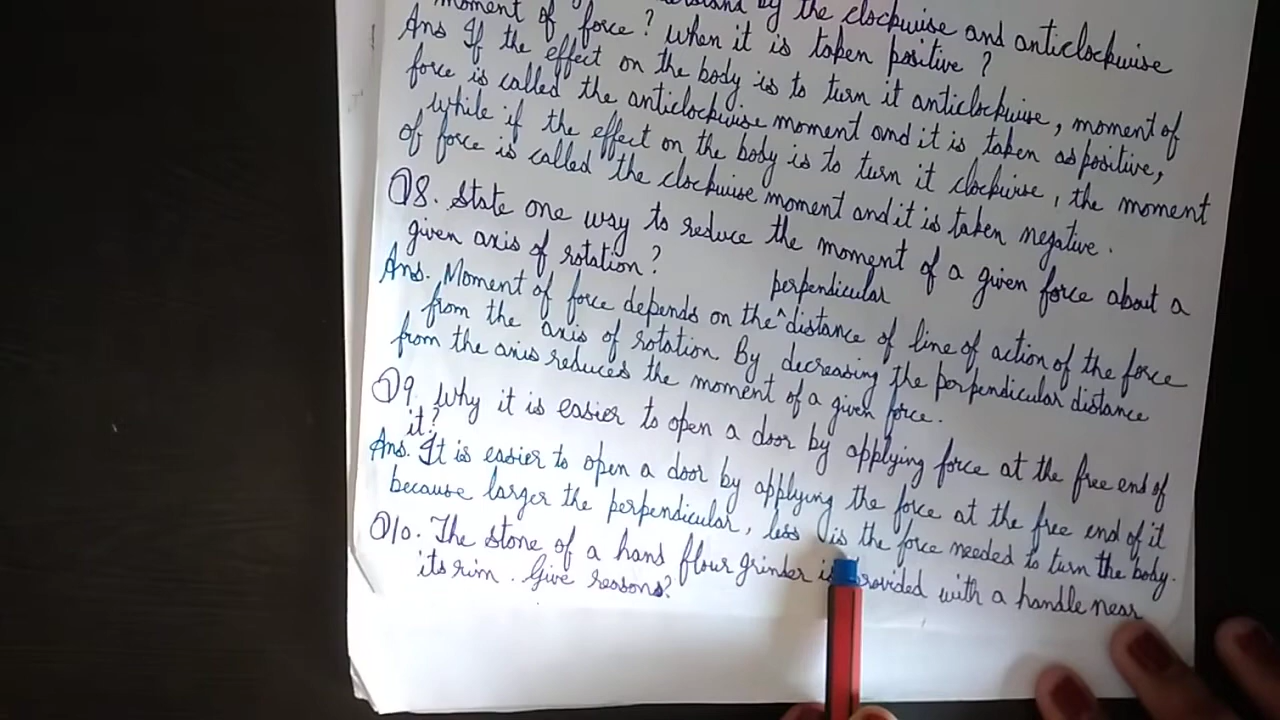 moment of force? When it is taken positive? by the clockwise and anticlockwise
Ans If the effect on the body is to turn it anticlockwise, moment of
force is called the anticlockwise moment and it is taken as positive,
while if the effect on the body is to turn it clockwise, the moment
of force is called the clockwise moment and it is taken negative.
Q8. State one way to reduce the moment of a given force about a
given axis of rotation?
Ans. Moment of force depends on the perpendicular distance of line of action of the force
from the axis of rotation By decreasing the perpendicular distance
from the axis reduces the moment of a given force.
Q9. Why it is easier to open a door by applying force at the free end of
it?
Ans. It is easier to open a door by applying the force at the free end of it
because larger the perpendicular, less is the force needed to turn the body.
Q10. The stone of a hand flour grinder is provided with a handle near
its rim. Give reasons?